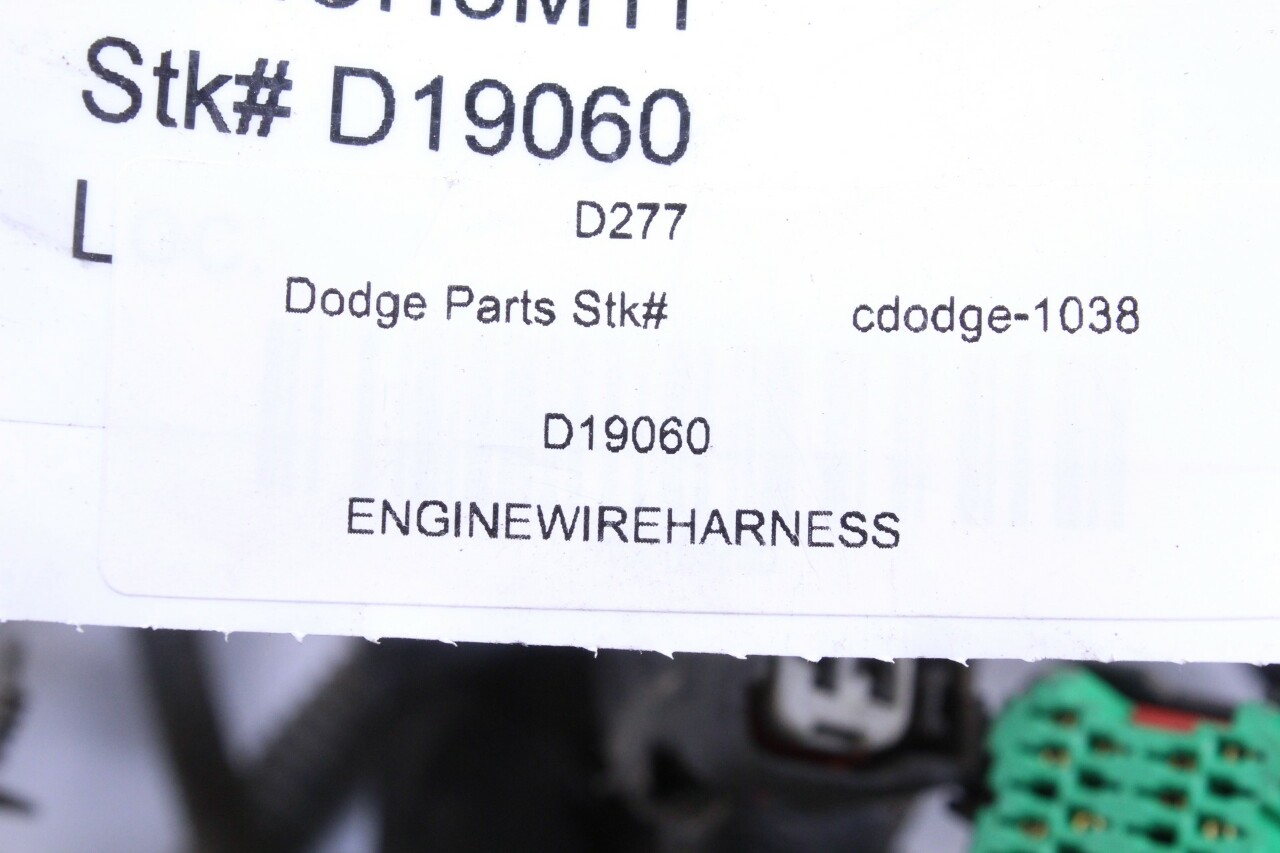 Stk# D19060
L
D277
Dodge Parts Stk# cdodge-1038
D19060
ENGINEWIREHARNESS